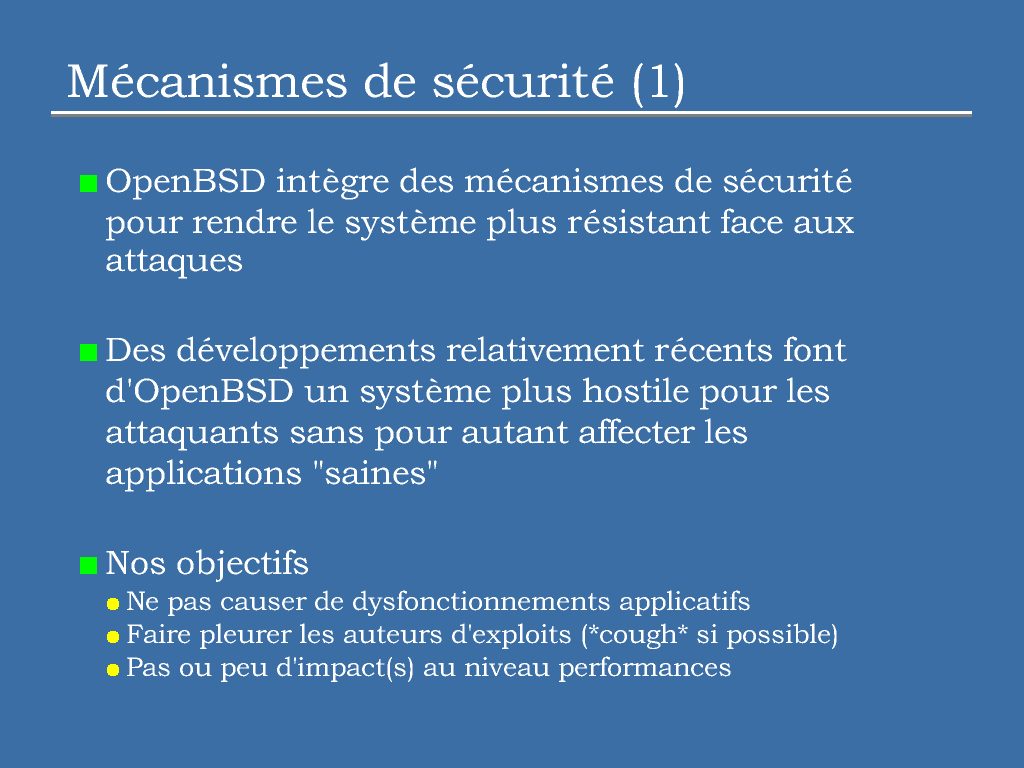 Mécanismes de sécurité (1)
OpenBSD intègre des mécanismes de sécurité
pour rendre le système plus résistant face aux
attaques
Des développements relativement récents font
d'OpenBSD un système plus hostile pour les
attaquants sans pour autant affecter les
applications "saines"
Nos objectifs
Ne pas causer de dysfonctionnements applicatifs
Faire pleurer les auteurs d'exploits (*cough* si possible)
Pas ou peu d'impact(s) au niveau performances